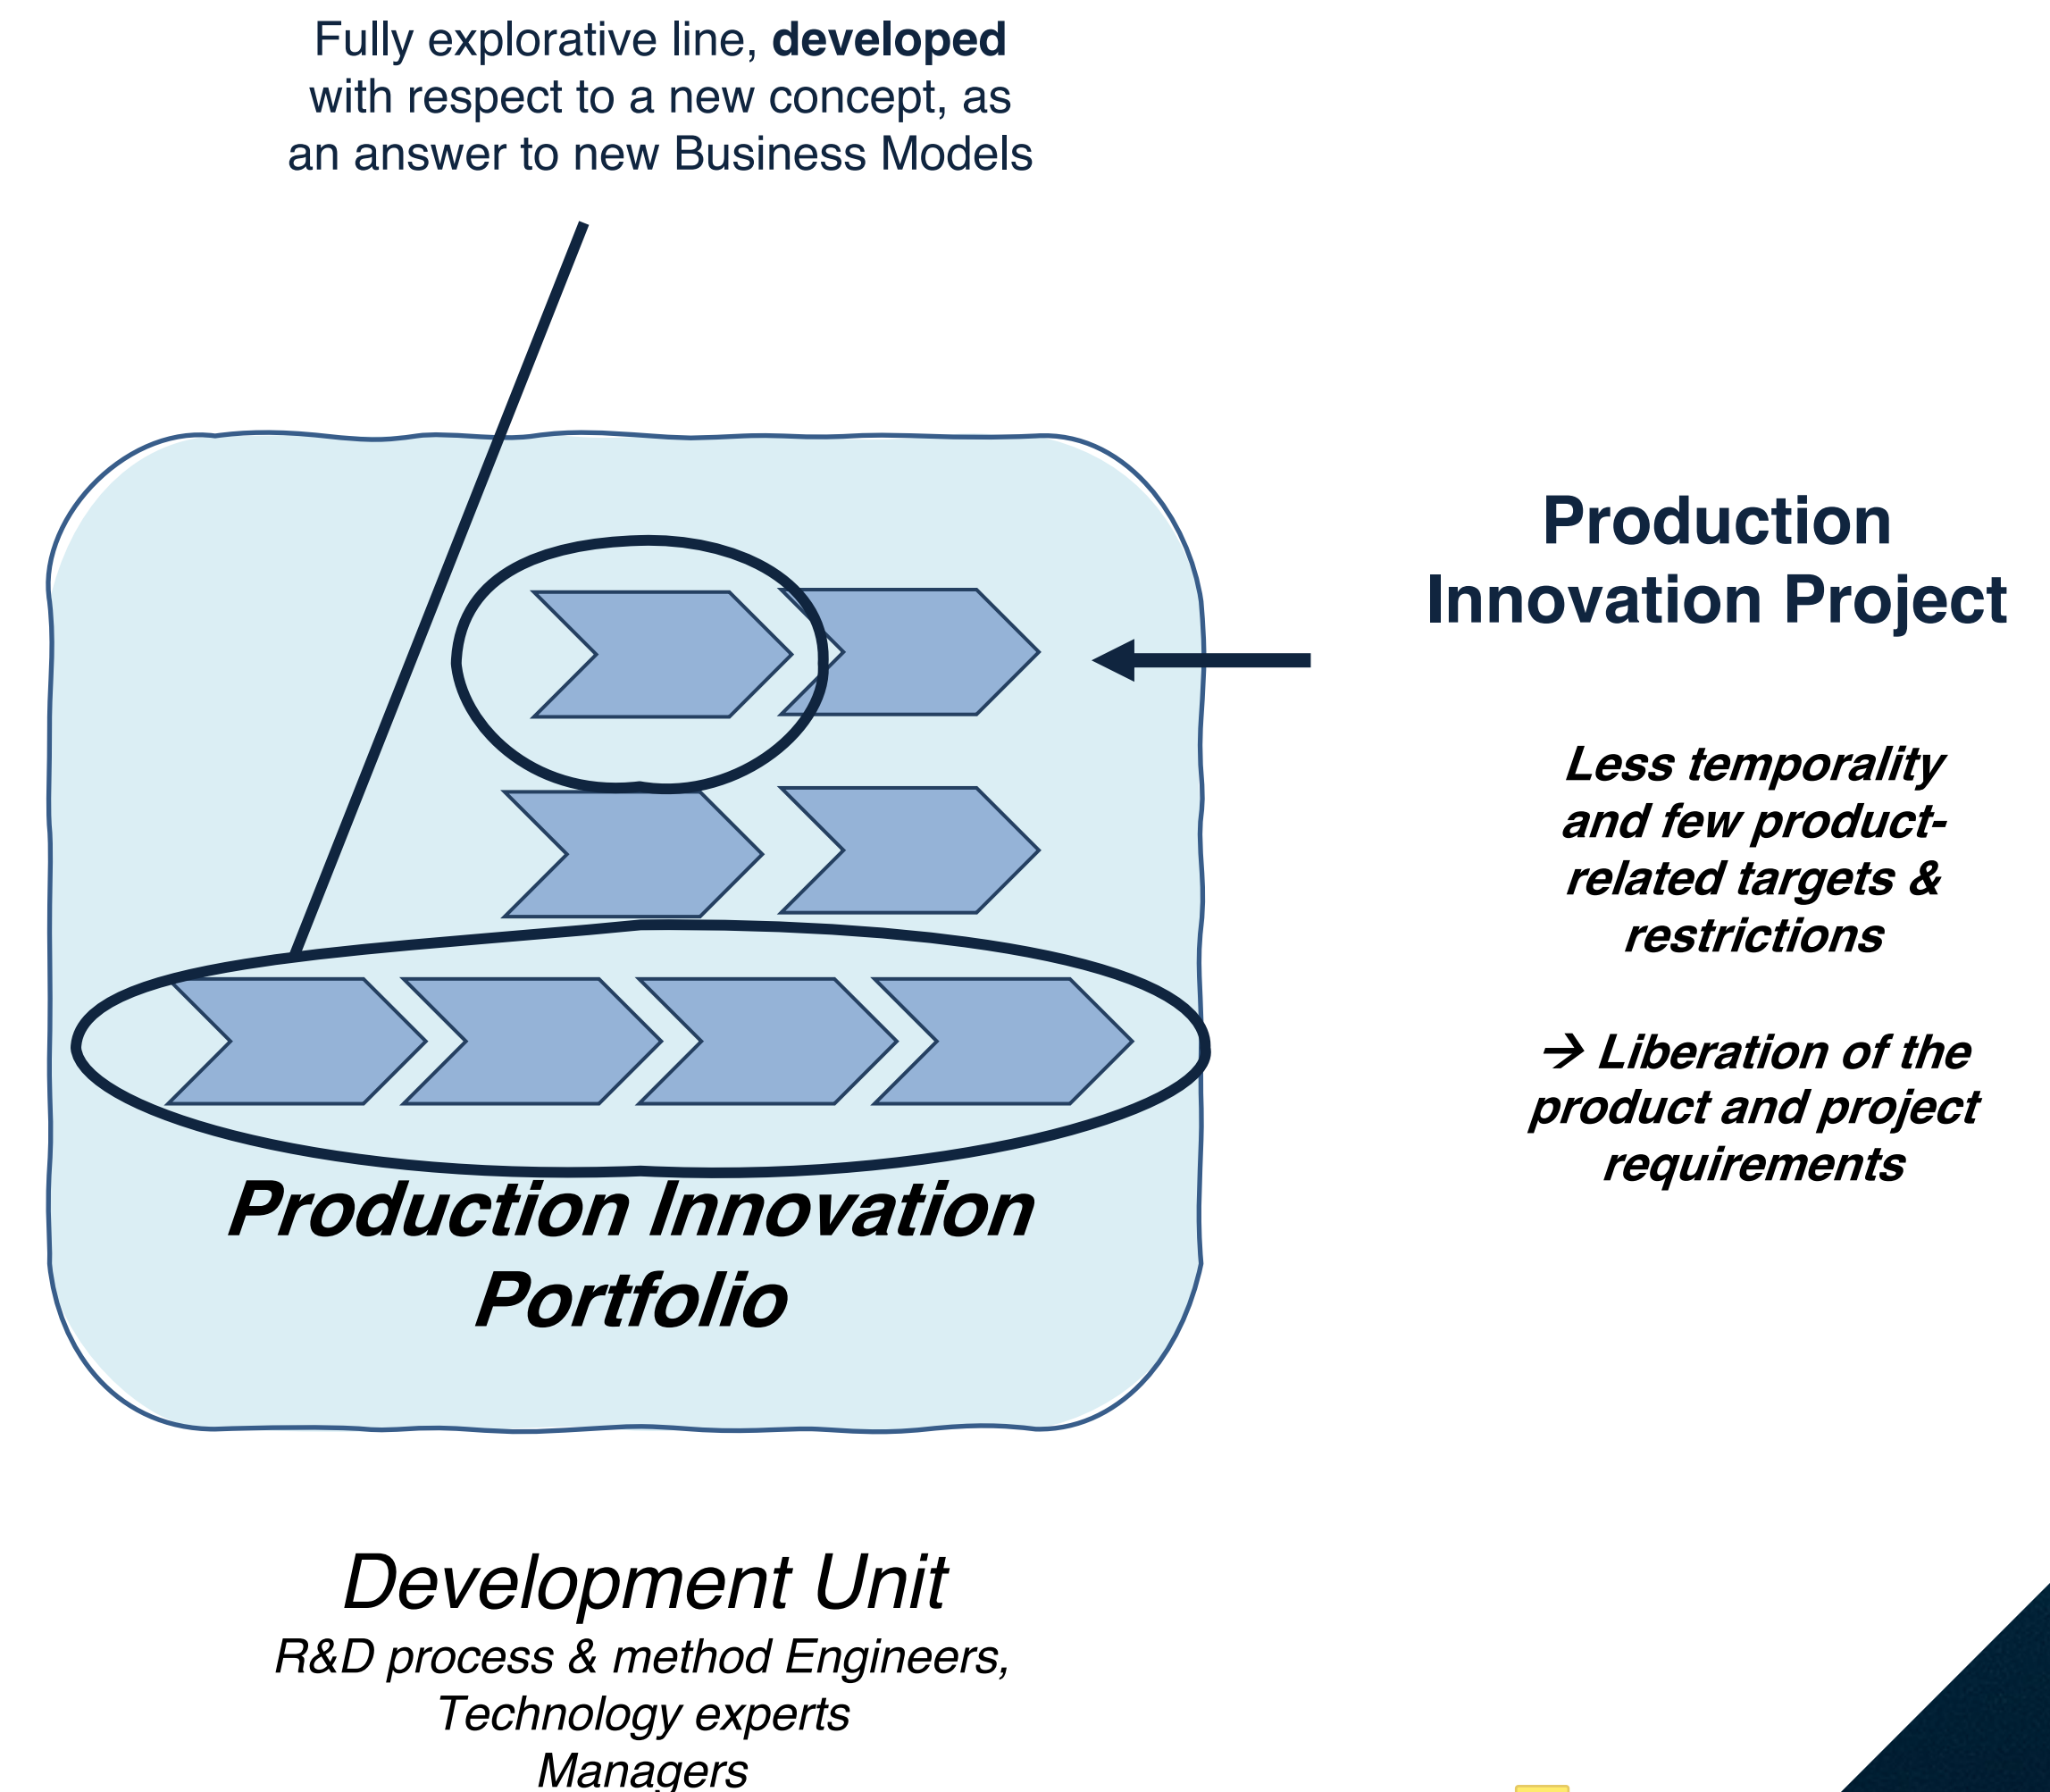 Fully explorative line, developed
with respect to a new concept, as
an answer to new Business Models
Production
Innovation Project
Less temporality
and few product-
related targets &
restrictions
→ Liberation of the
product and project
requirements
Production Innovation
Portfolio
Development Unit
R&D process & method Engineers,
Technology experts
Managers